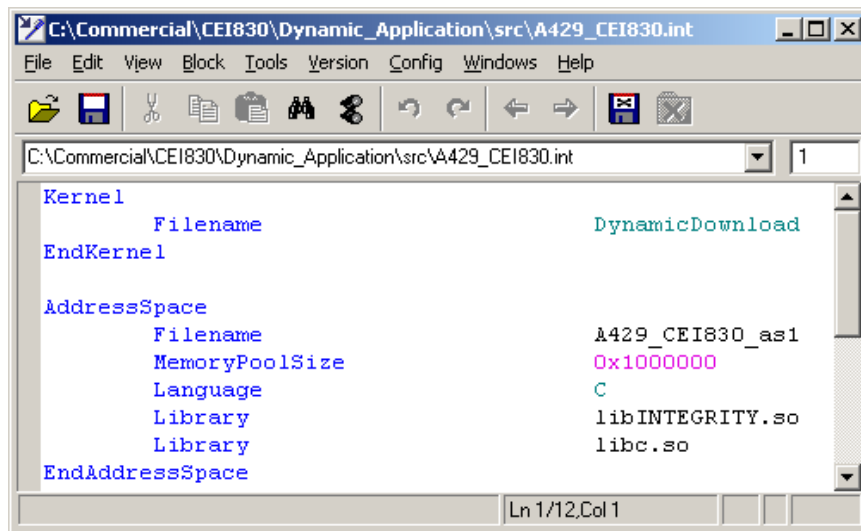 C:\Commercial\CEI830\Dynamic_Application\src\A429_CEI830.int
File Edit View Block Tools Version Config Windows Help
C:\Commercial\CEI830\Dynamic_Application\src\A429_CEI830.int 1
Kernel
Filename DynamicDownload
EndKernel
AddressSpace
Filename A429_CEI830_as1
MemoryPoolSize 0x1000000
Language C
Library libINTEGRITY.so
Library libc.so
EndAddressSpace
Ln 1/12,Col 1